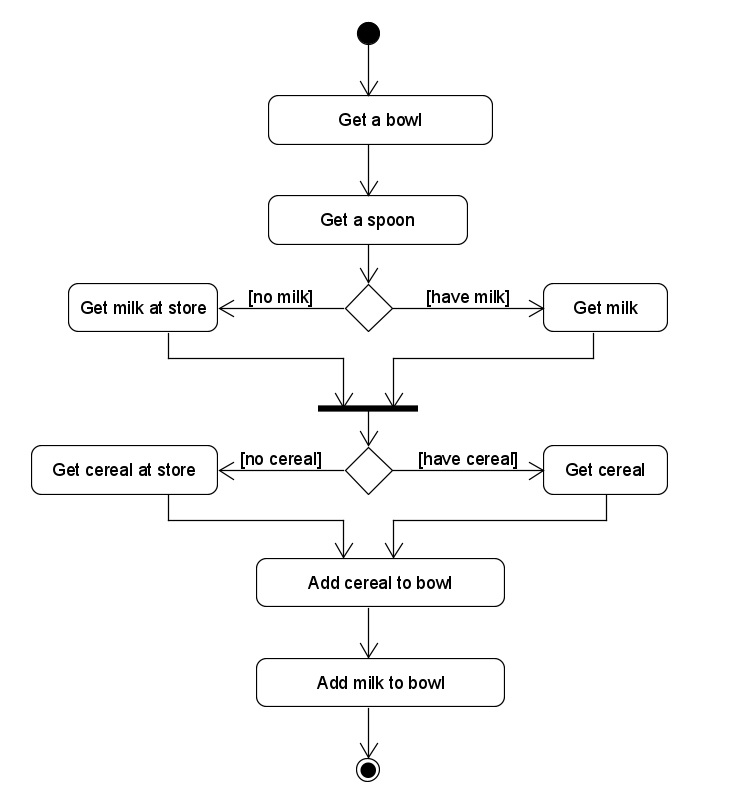 Get a bowl
Get a spoon
[no milk]
[have milk]
Get milk at store
Get milk
[no cereal]
[have cereal]
Get cereal at store
Get cereal
Add cereal to bowl
Add milk to bowl